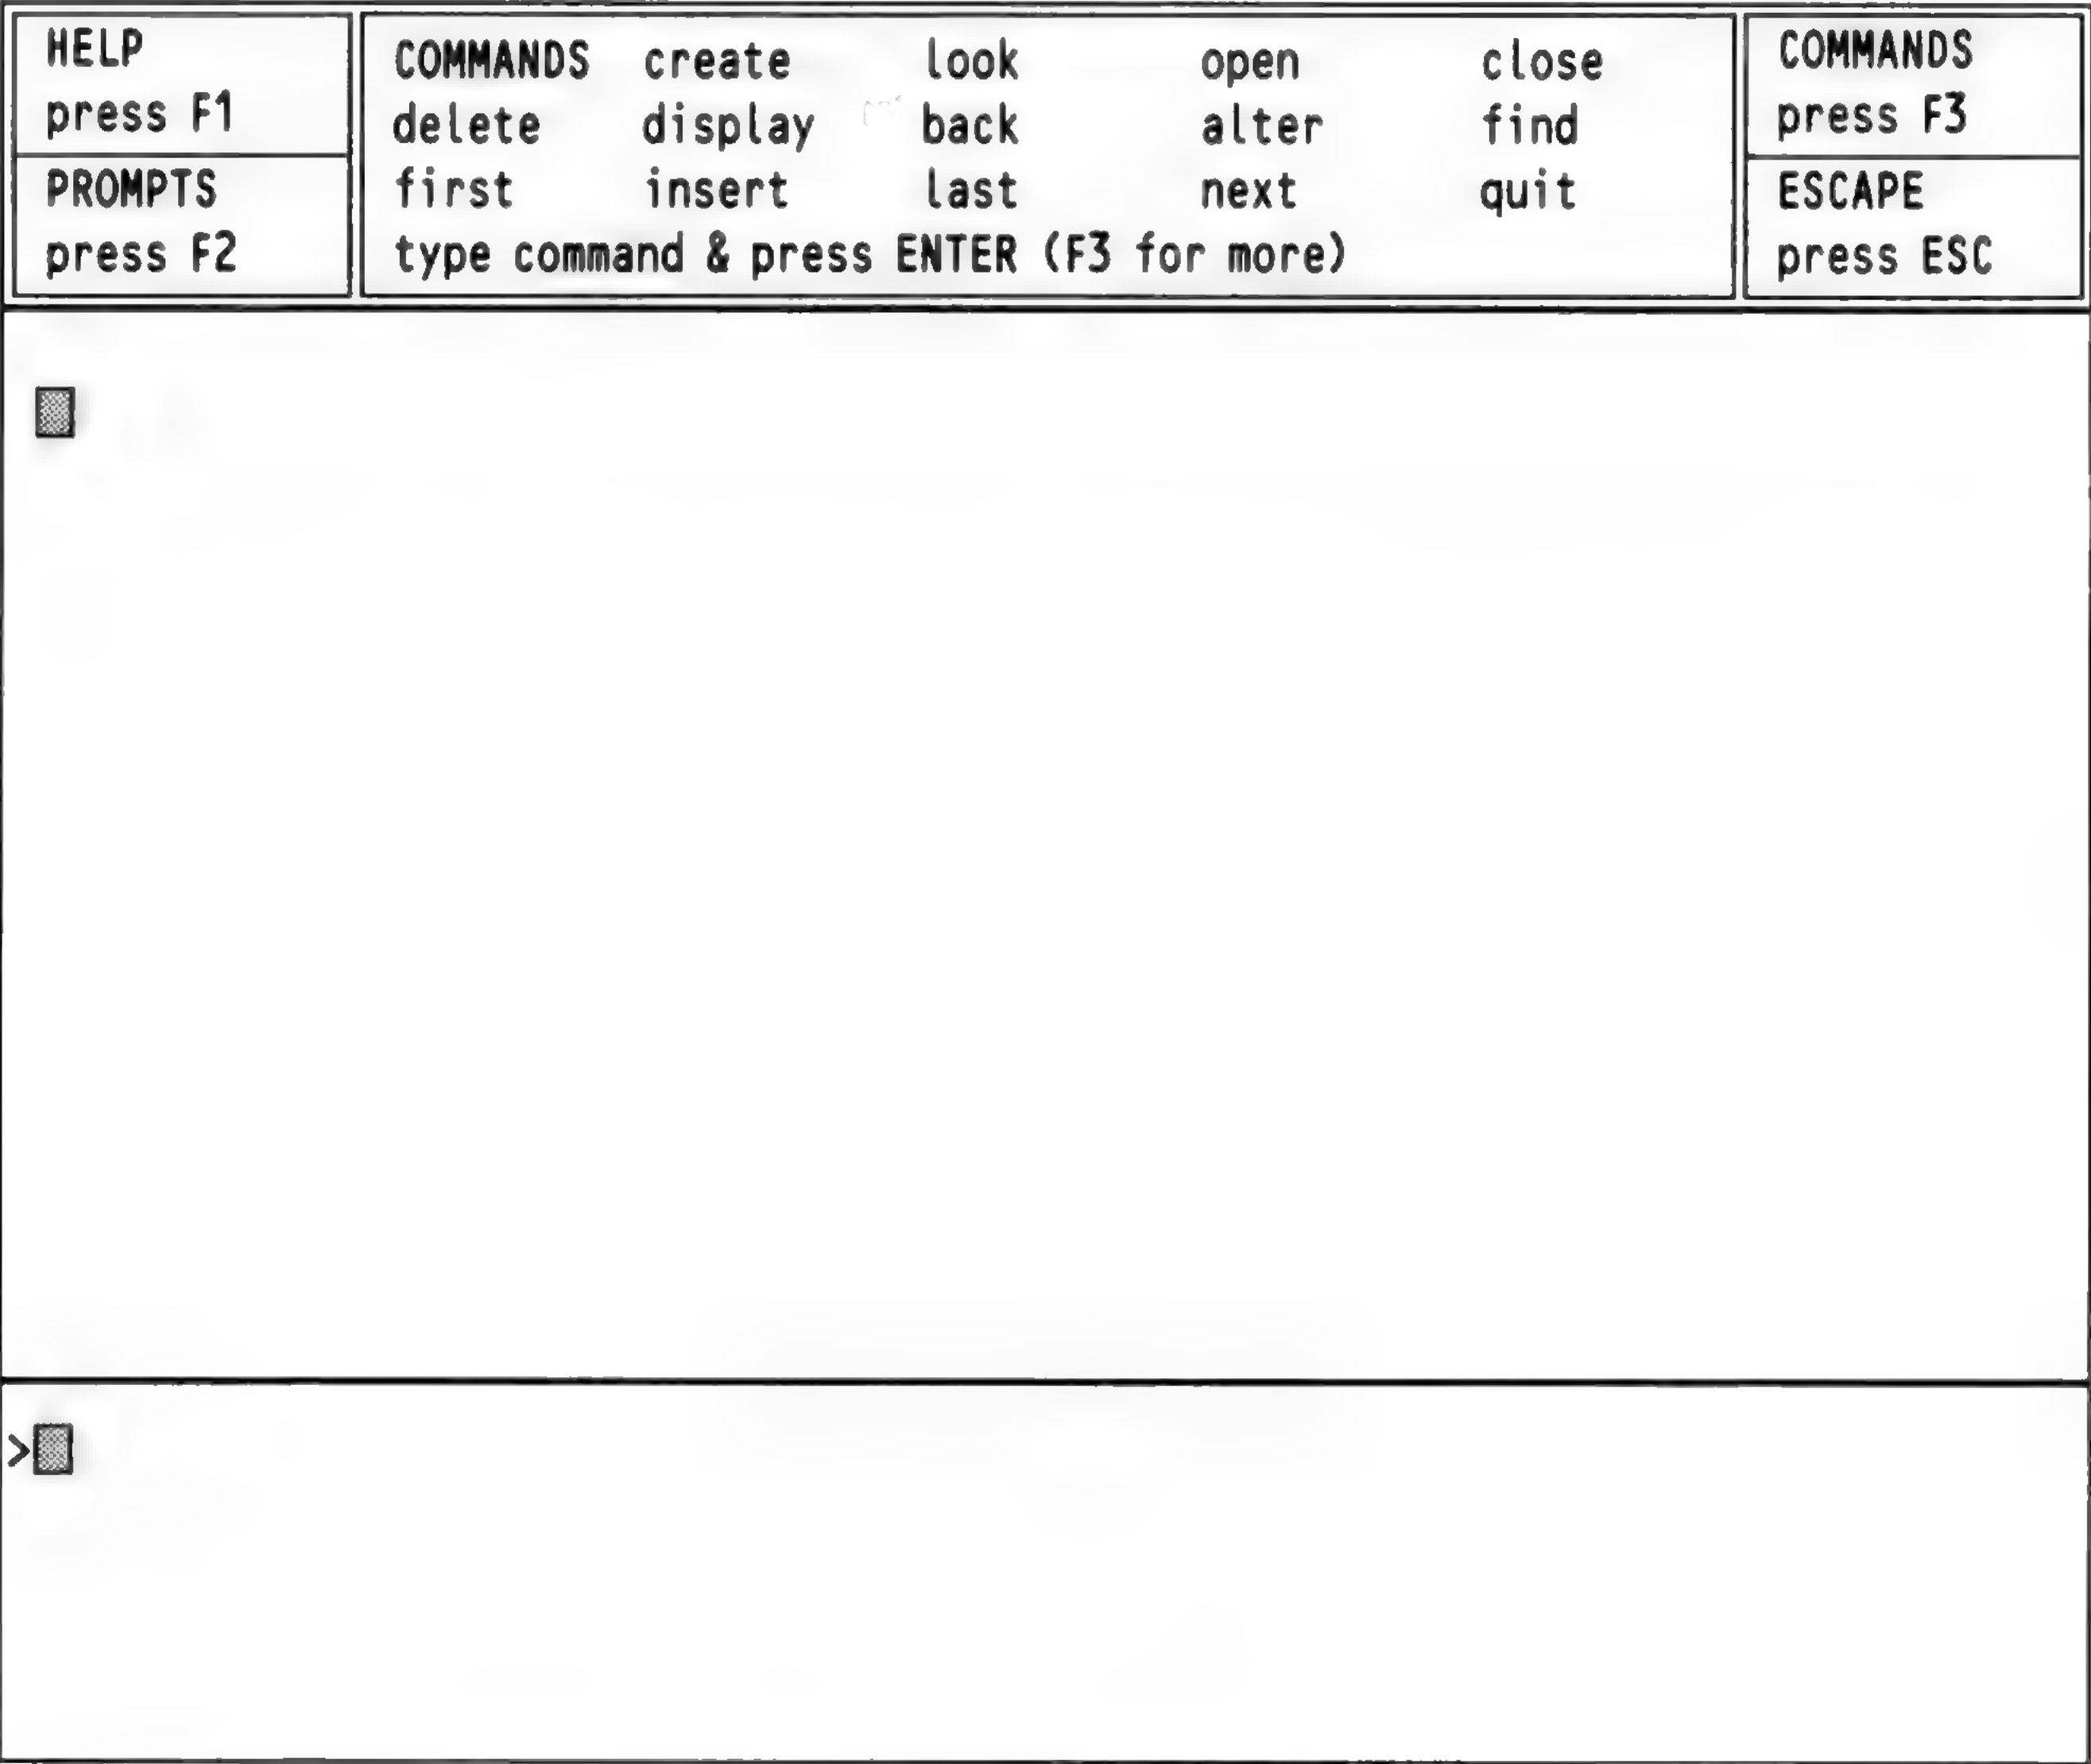 HELP
press F1
PROMPTS
press F2
COMMANDS create look open close
delete display back alter find
first insert last next quit
type command & press ENTER (F3 for more)
COMMANDS
press F3
ESCAPE
press ESC
>